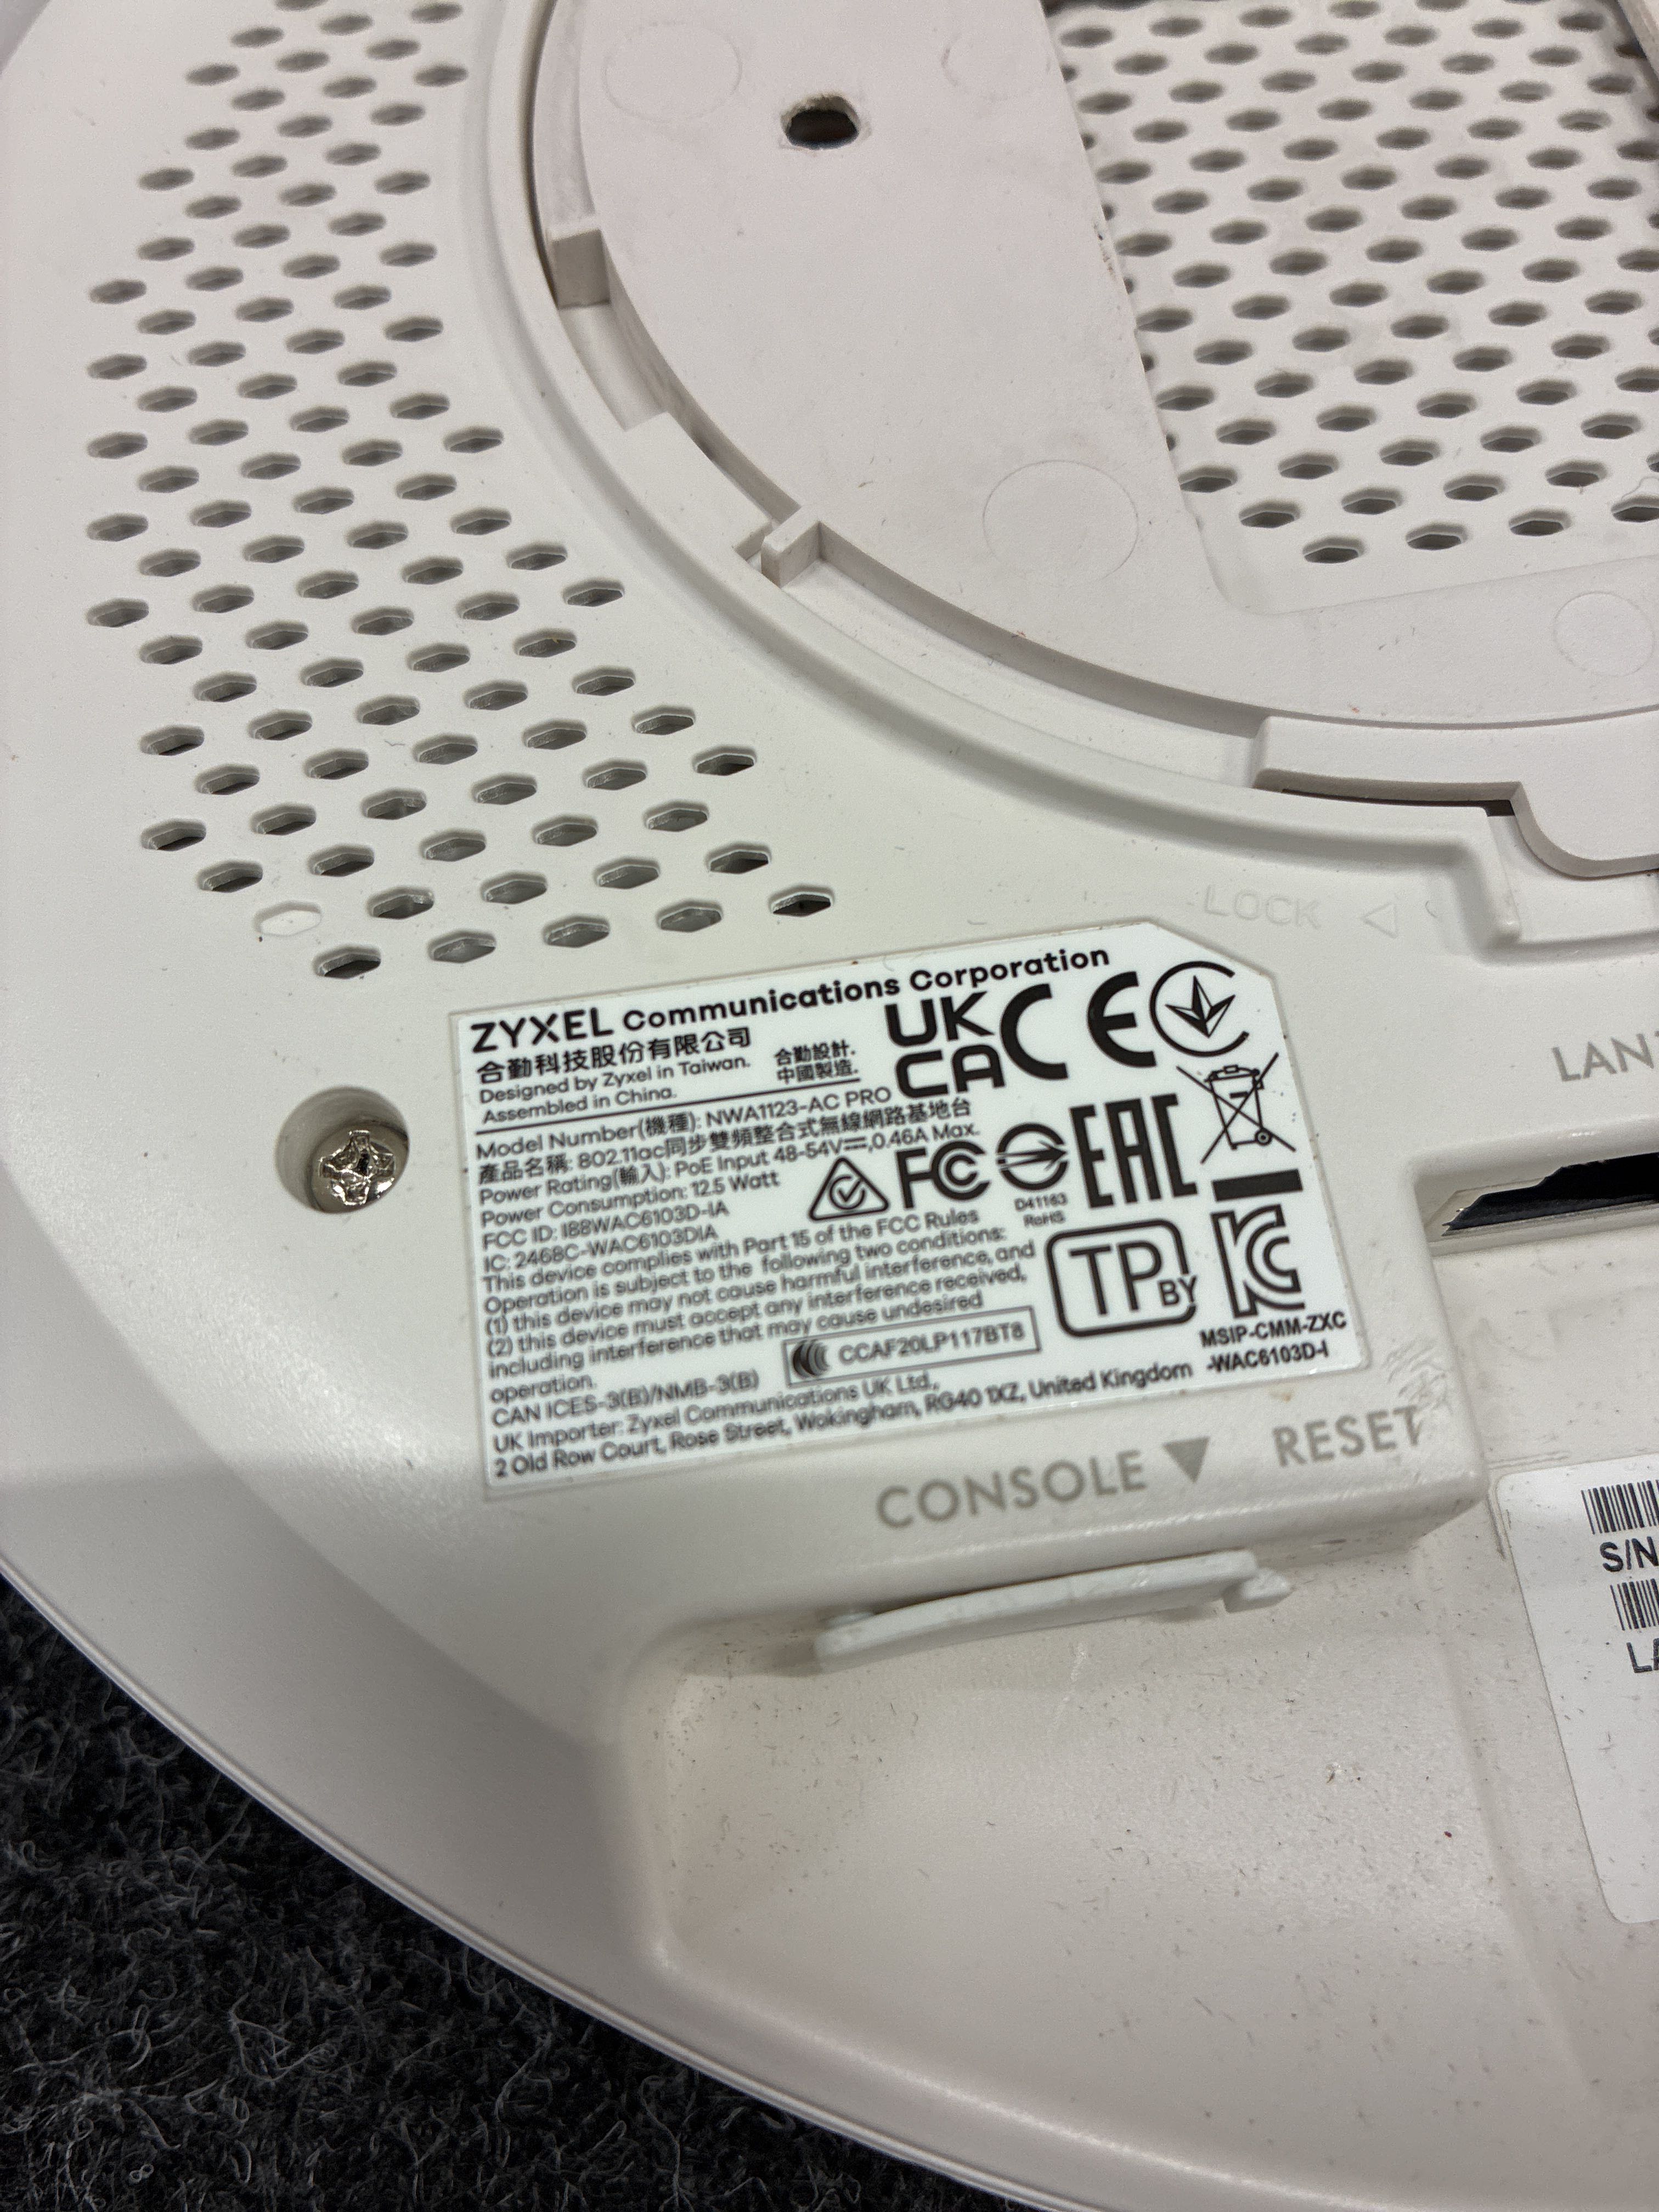 LOCK
ZYXEL Communications Corporation
合勤科技股份有限公司
Designed by Zyxel in Taiwan.
Assembled in China.
合勤設計.
中國製造.
UK
CA
CE
Model Number(機種): NWA1123-AC PRO
產品名稱: 802.11ac同步雙頻整合式無線網路基地台
Power Rating(輸入): PoE Input 48-54V⎓,0.46A Max.
Power Consumption: 12.5 Watt
FCC ID: I88WAC6103D-IA
IC: 2468C-WAC6103DIA
This device complies with Part 15 of the FCC Rules
Operation is subject to the following two conditions:
(1) this device may not cause harmful interference, and
(2) this device must accept any interference received,
including interference that may cause undesired
operation.
CAN ICES-3(B)/NMB-3(B)
CCAF20LP117BT8
UK Importer: Zyxel Communications UK Ltd.,
2 Old Row Court, Rose Street, Wokingham, RG40 1XZ, United Kingdom
FC
D41163
RoHS
EAC
TP BY
MSIP-CMM-ZXC
-WAC6103D-I
CONSOLE ▼ RESET
LAN
S/N